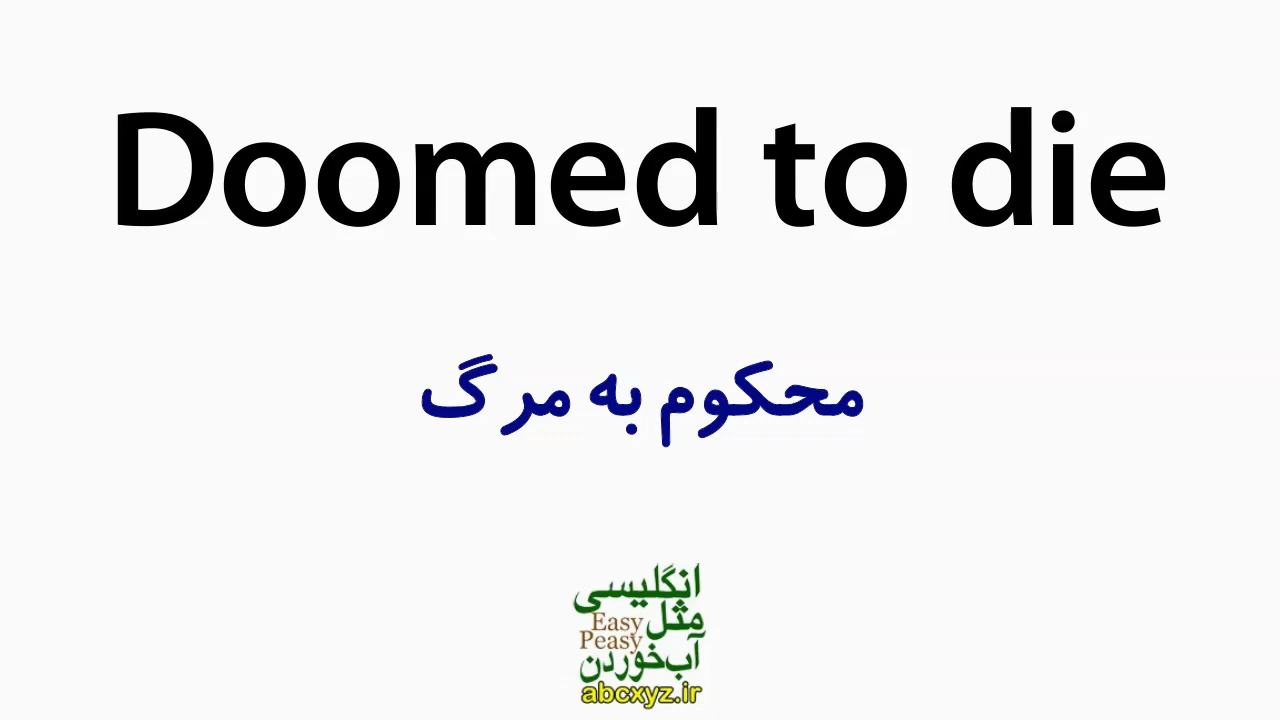 Doomed to die
محکوم به مرگ
انگلیسی
مثل
Easy
Peasy
آب‌خوردن
abcxyz.ir